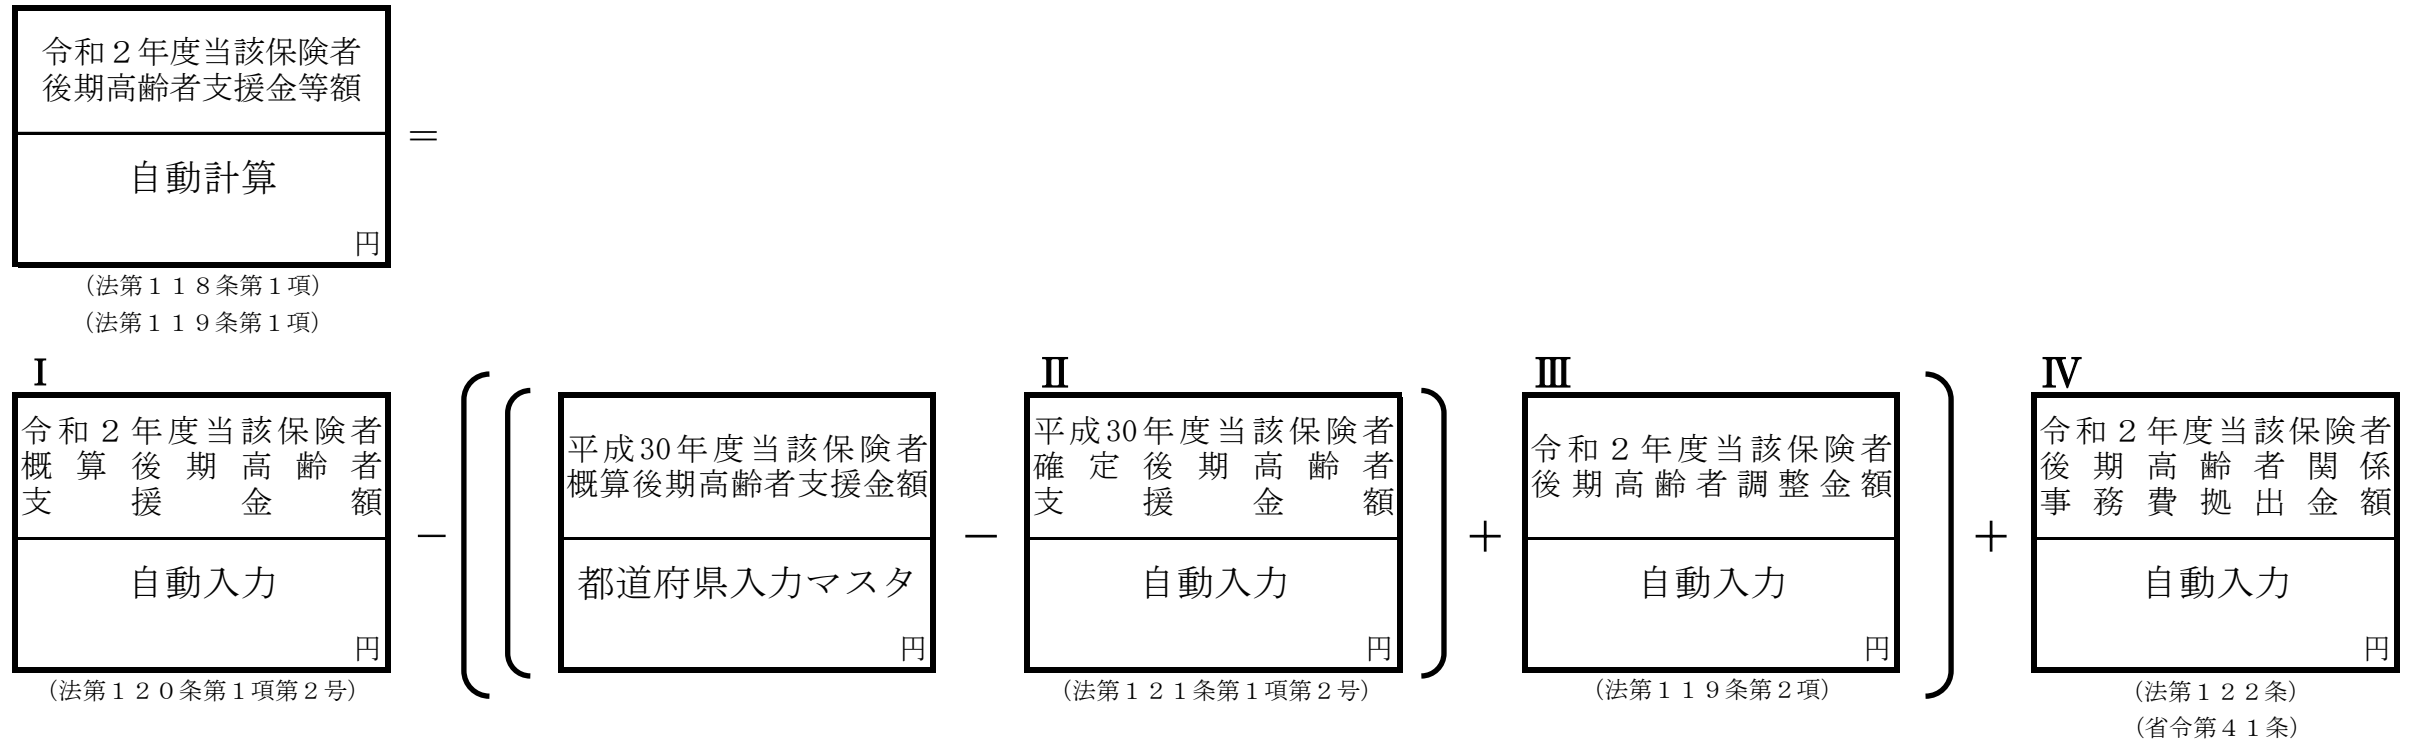 令和２年度当該保険者
後期高齢者支援金等額
＝
自動計算
円
（法第１１８条第１項）
（法第１１９条第１項）
Ⅰ
令和２年度当該保険者
概算後期高齢者
支援金額
自動入力
円
（法第１２０条第１項第２号）
－
平成30年度当該保険者
概算後期高齢者支援金額
都道府県入力マスタ
円
－
Ⅱ
平成30年度当該保険者
確定後期高齢者
支援金額
自動入力
円
（法第１２１条第１項第２号）
＋
Ⅲ
令和２年度当該保険者
後期高齢者調整金額
自動入力
円
（法第１１９条第２項）
＋
Ⅳ
令和２年度当該保険者
後期高齢者関係
事務費拠出金額
自動入力
円
（法第１２２条）
（省令第４１条）